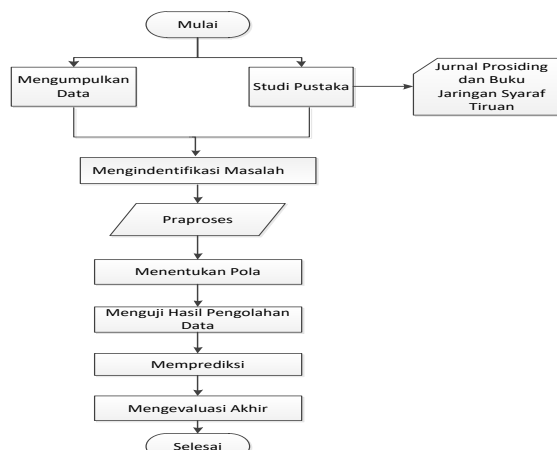 Mulai
Mengumpulkan
Data
Studi Pustaka
Jurnal Prosiding
dan Buku
Jaringan Syaraf
Tiruan
Mengindentifikasi Masalah
Praproses
Menentukan Pola
Menguji Hasil Pengolahan
Data
Memprediksi
Mengevaluasi Akhir
Selesai